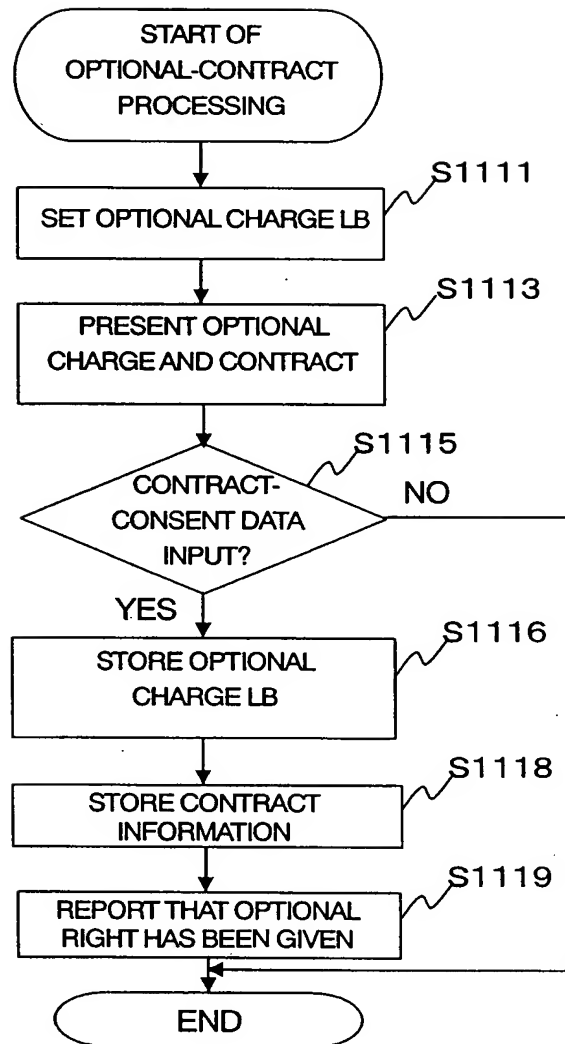 START OF
OPTIONAL-CONTRACT
PROCESSING
S1111
SET OPTIONAL CHARGE LB
S1113
PRESENT OPTIONAL
CHARGE AND CONTRACT
S1115
CONTRACT-
CONSENT DATA
INPUT?
NO
YES
S1116
STORE OPTIONAL
CHARGE LB
S1118
STORE CONTRACT
INFORMATION
S1119
REPORT THAT OPTIONAL
RIGHT HAS BEEN GIVEN
END